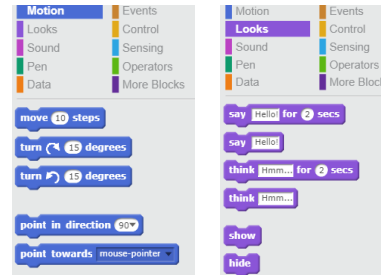 Motion
Looks
Sound
Pen
Data
Events
Control
Sensing
Operators
More Blocks
move 10 steps
turn 15 degrees
turn 15 degrees
point in direction 90
point towards mouse-pointer
Motion
Looks
Sound
Pen
Data
Events
Control
Sensing
Operators
More Block
say Hello! for 2 secs
say Hello!
think Hmm... for 2 secs
think Hmm...
show
hide